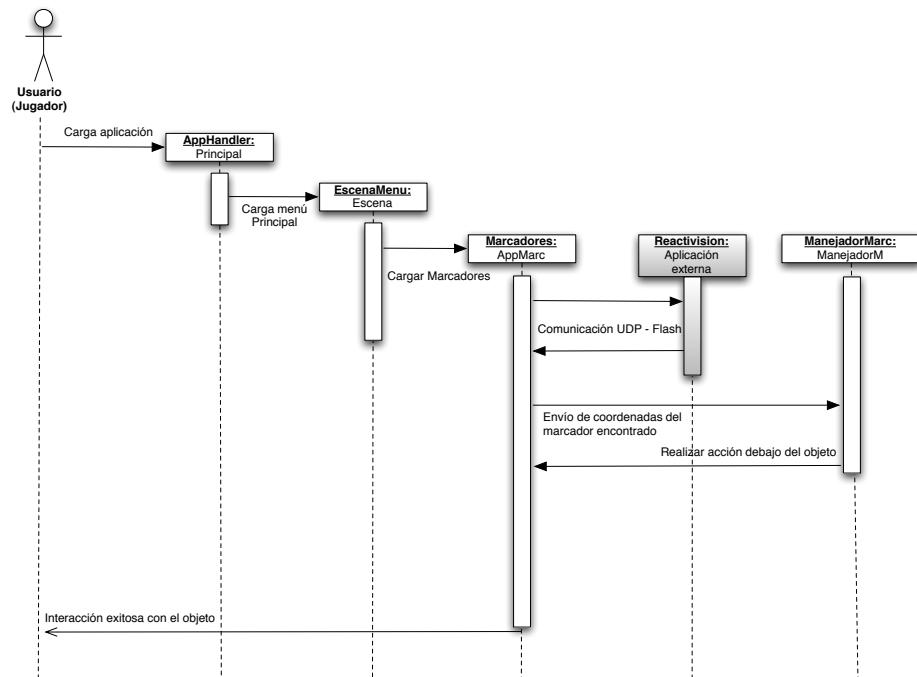 Usuario
(Jugador)
Carga aplicación
AppHandler:
Principal
Carga menú
Principal
EscenaMenu:
Escena
Cargar Marcadores
Marcadores:
AppMarc
Reactivision:
Aplicación
externa
ManejadorMarc:
ManejadorM
Comunicación UDP - Flash
Envío de coordenadas del
marcador encontrado
Realizar acción debajo del objeto
Interacción exitosa con el objeto